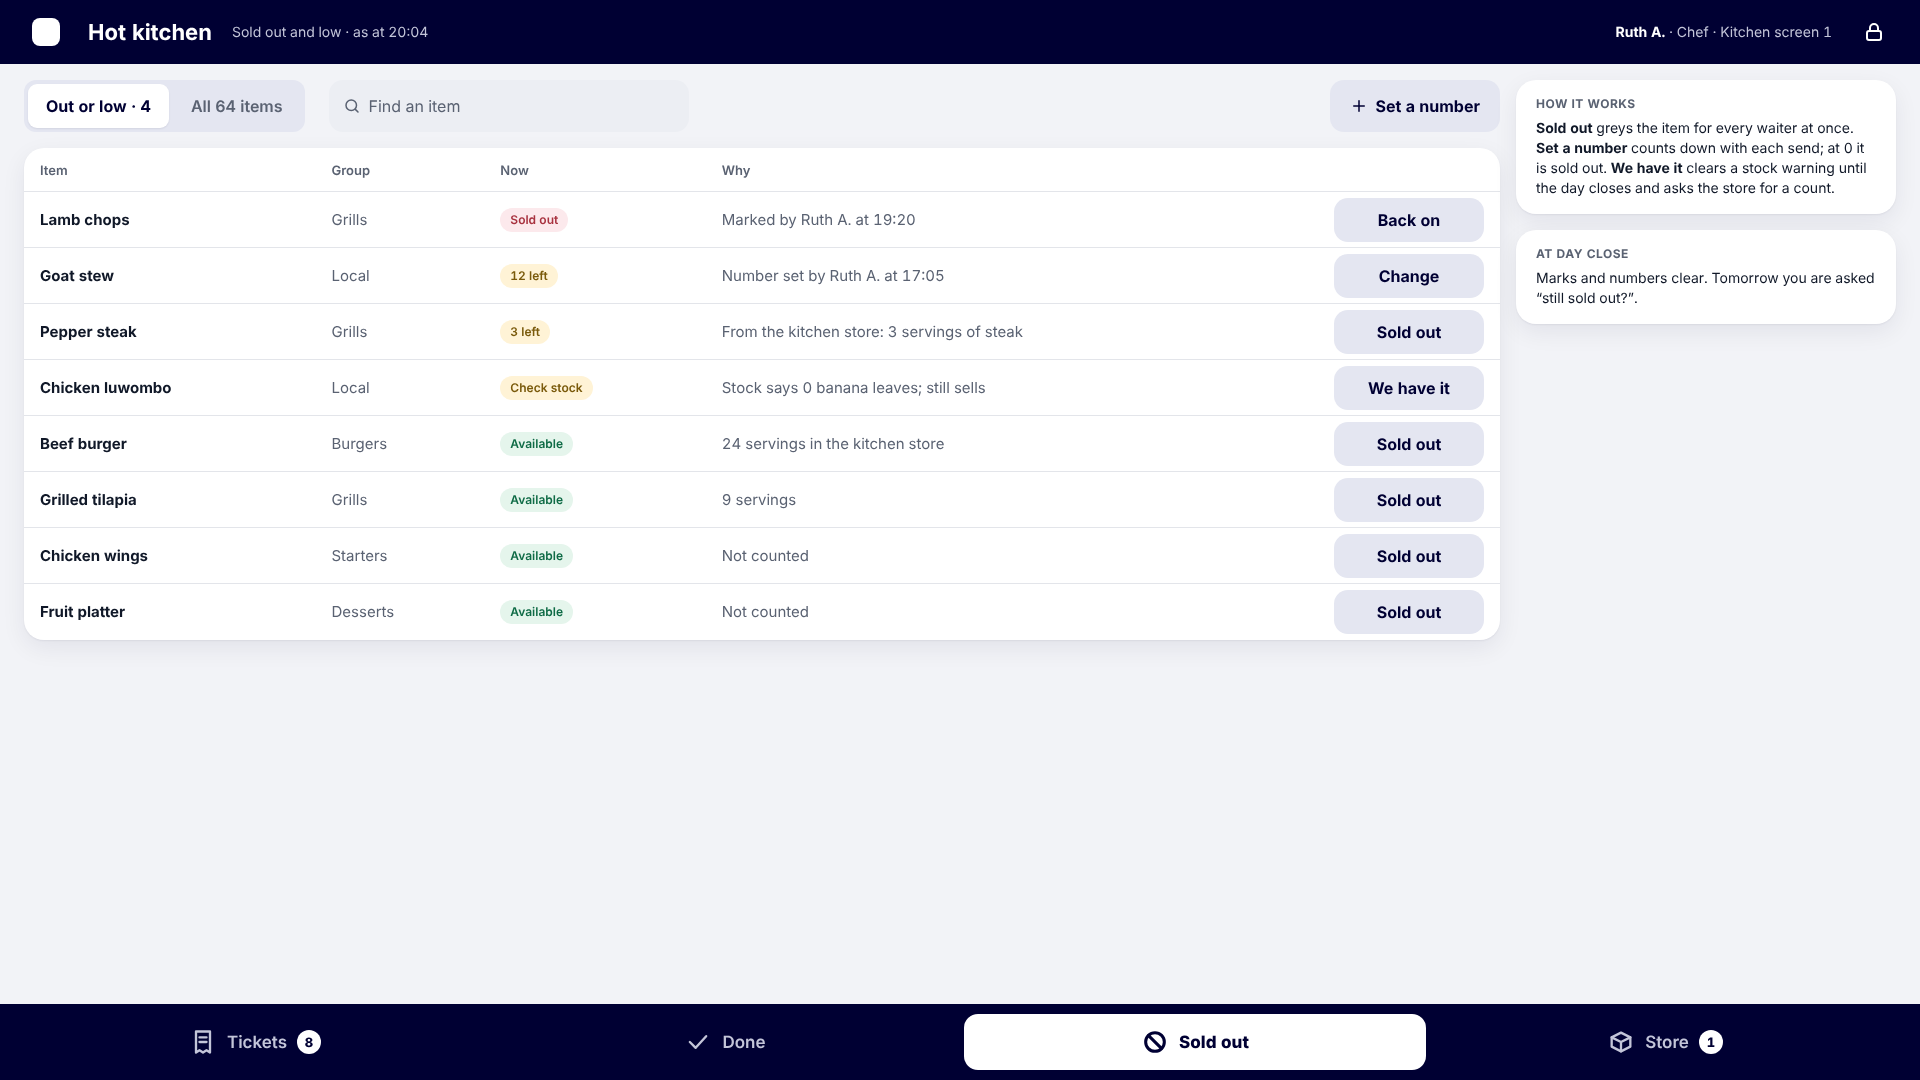 Hot kitchen
Sold out and low · as at 20:04
Ruth A. · Chef · Kitchen screen 1
Out or low · 4
All 64 items
Find an item
Set a number
Item Group Now Why
Lamb chops Grills Sold out Marked by Ruth A. at 19:20 Back on
Goat stew Local 12 left Number set by Ruth A. at 17:05 Change
Pepper steak Grills 3 left From the kitchen store: 3 servings of steak Sold out
Chicken luwombo Local Check stock Stock says 0 banana leaves; still sells We have it
Beef burger Burgers Available 24 servings in the kitchen store Sold out
Grilled tilapia Grills Available 9 servings Sold out
Chicken wings Starters Available Not counted Sold out
Fruit platter Desserts Available Not counted Sold out
HOW IT WORKS
Sold out greys the item for every waiter at once.
Set a number counts down with each send; at 0 it
is sold out. We have it clears a stock warning until
the day closes and asks the store for a count.
AT DAY CLOSE
Marks and numbers clear. Tomorrow you are asked
“still sold out?”.
Tickets 8
Done
Sold out
Store 1